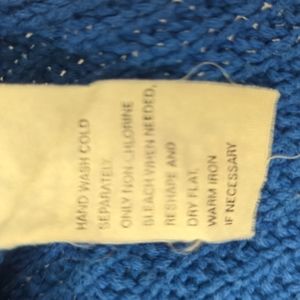 HAND WASH COLD
SEPARATELY.
ONLY NON-CHLORINE
BLEACH WHEN NEEDED,
RESHAPE AND
DRY FLAT,
WARM IRON
IF NECESSARY